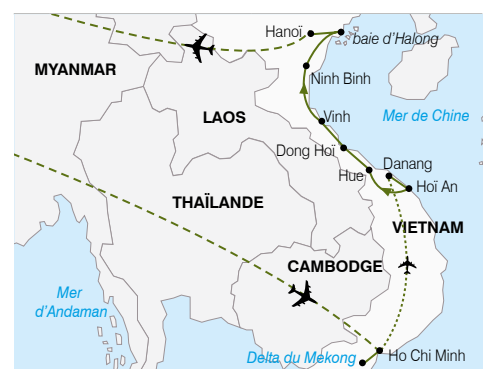 Hanoï
baie d'Halong
MYANMAR
Ninh Binh
LAOS
Vinh
Mer de Chine
Dong Hoï
Danang
Hue
Hoï An
THAÏLANDE
VIETNAM
CAMBODGE
Mer
d'Andaman
Delta du Mekong
Ho Chi Minh